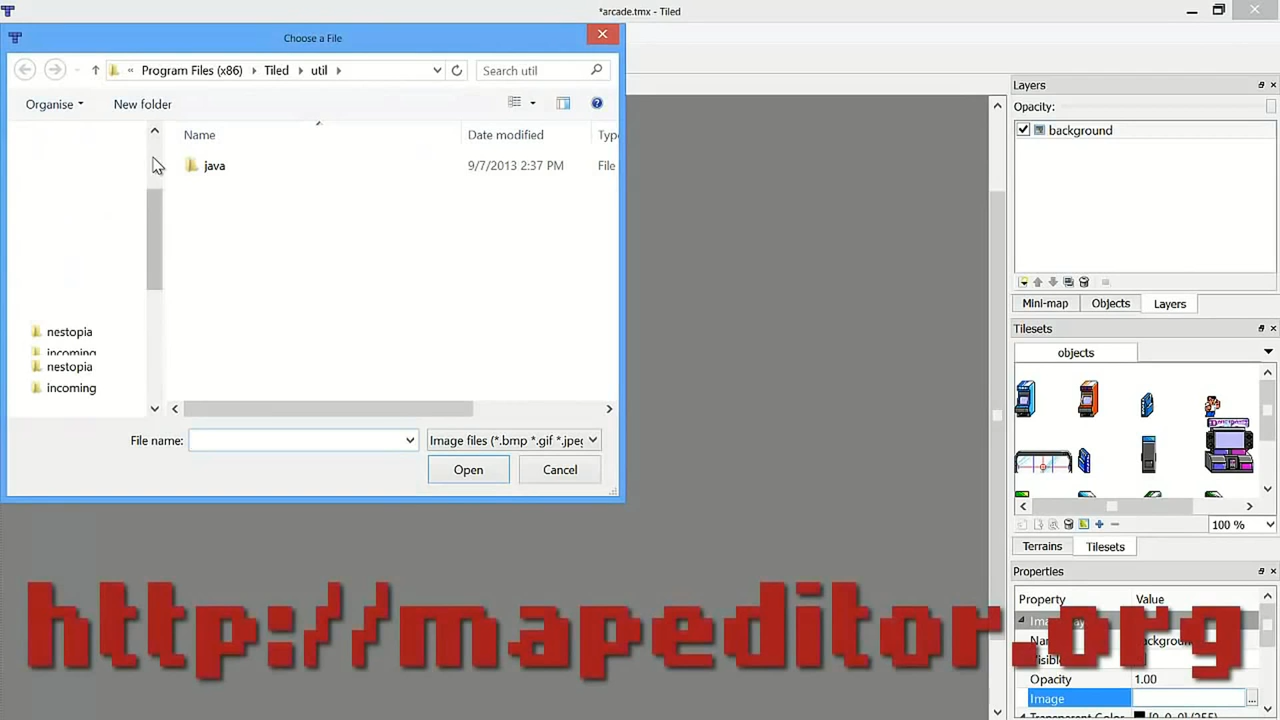 *arcade.tmx - Tiled
Choose a File
« Program Files (x86) Tiled util
Search util
Organise
New folder
Name
Date modified
Type
java
9/7/2013 2:37 PM
File
nestopia
incoming
nestopia
incoming
File name:
Image files (*.bmp *.gif *.jpeg
Open
Cancel
Layers
Opacity:
background
Mini-map
Objects
Layers
Tilesets
objects
100 %
Terrains
Tilesets
Properties
Property
Value
Opacity
1.00
Image
http://mapeditor.org